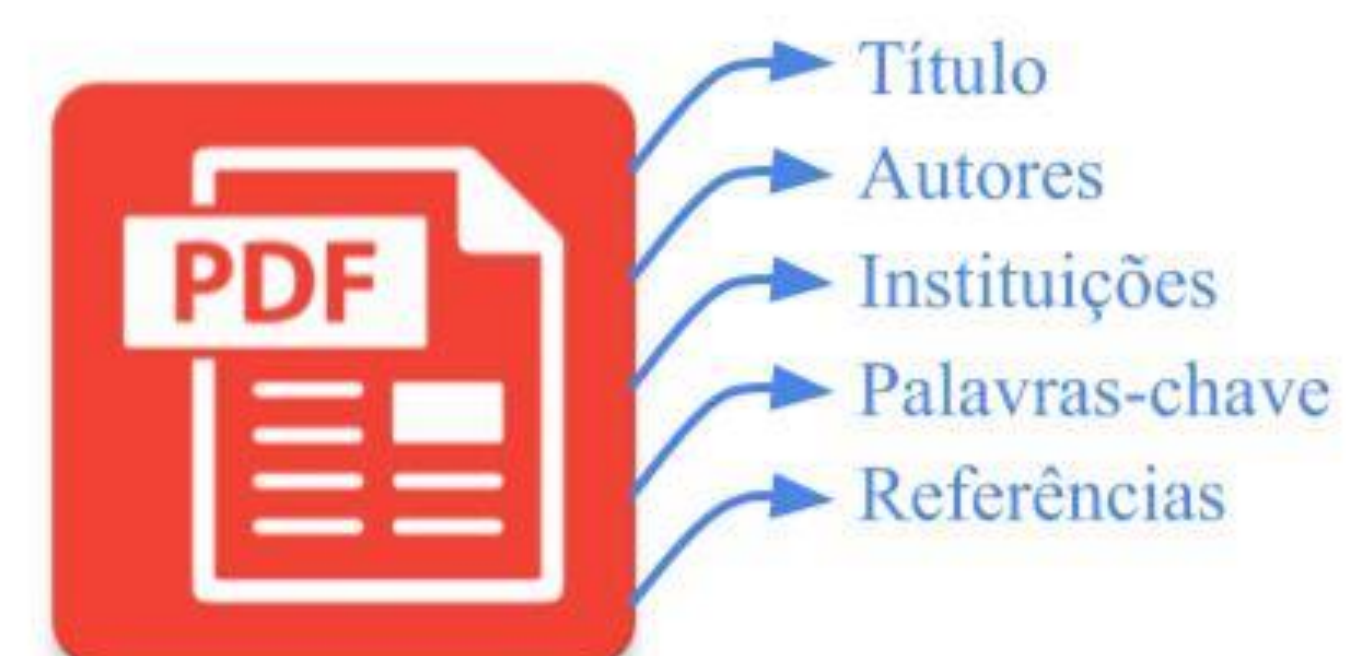 Título
Autores
PDF
Instituições
Palavras-chave
Referências